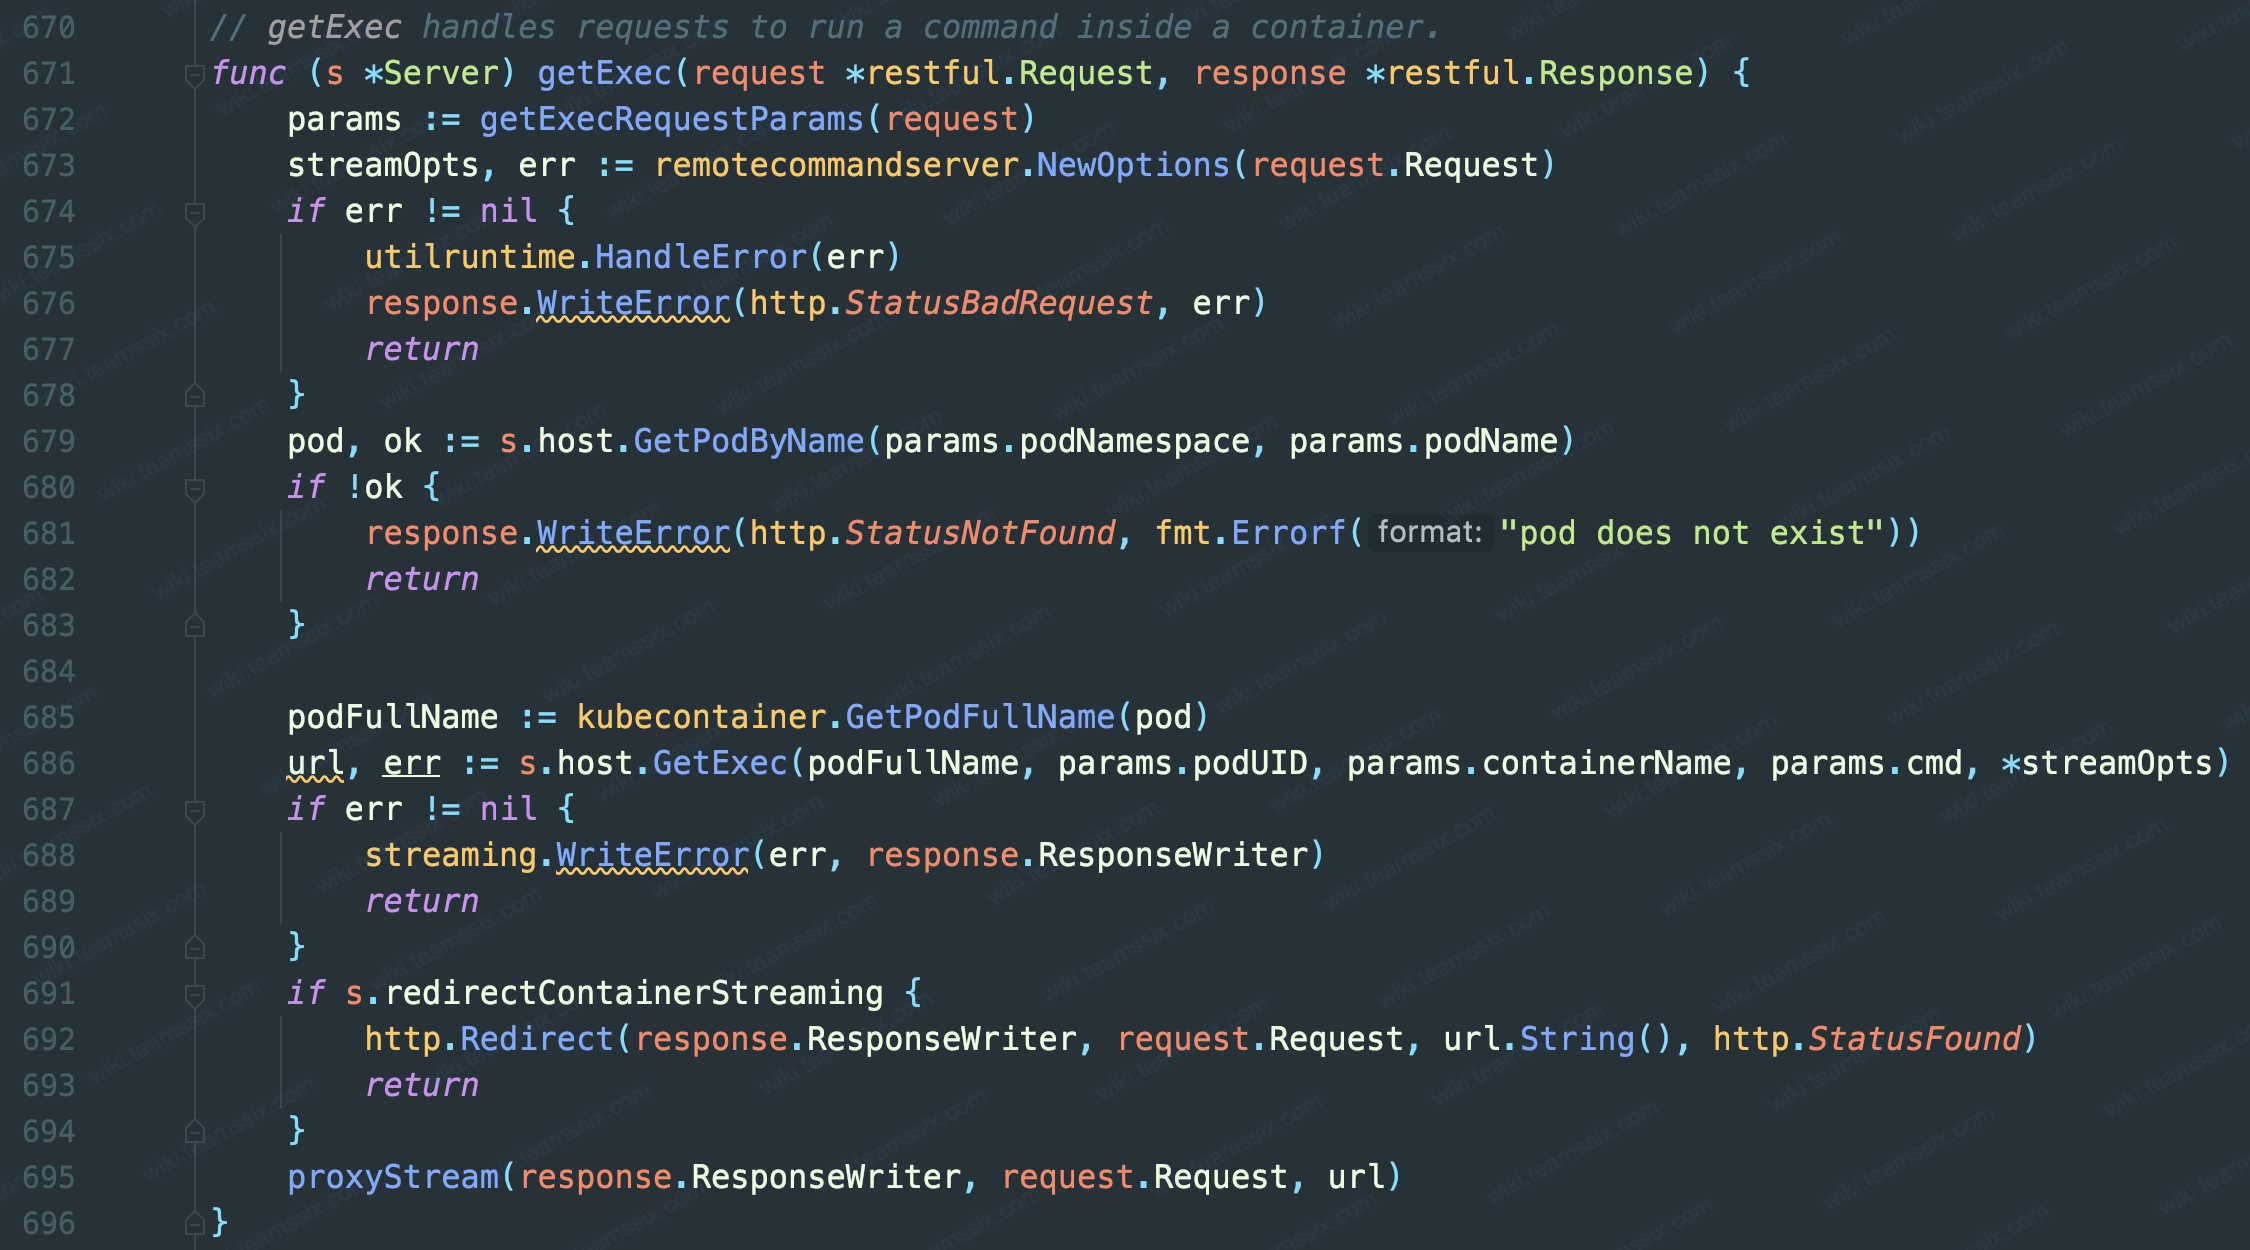 670 // getExec handles requests to run a command inside a container.
671 func (s *Server) getExec(request *restful.Request, response *restful.Response) {
672 params := getExecRequestParams(request)
673 streamOpts, err := remotecommandserver.NewOptions(request.Request)
674 if err != nil {
675 utilruntime.HandleError(err)
676 response.WriteError(http.StatusBadRequest, err)
677 return
678 }
679 pod, ok := s.host.GetPodByName(params.podNamespace, params.podName)
680 if !ok {
681 response.WriteError(http.StatusNotFound, fmt.Errorf( format: "pod does not exist"))
682 return
683 }
684
685 podFullName := kubecontainer.GetPodFullName(pod)
686 url, err := s.host.GetExec(podFullName, params.podUID, params.containerName, params.cmd, *streamOpts)
687 if err != nil {
688 streaming.WriteError(err, response.ResponseWriter)
689 return
690 }
691 if s.redirectContainerStreaming {
692 http.Redirect(response.ResponseWriter, request.Request, url.String(), http.StatusFound)
693 return
694 }
695 proxyStream(response.ResponseWriter, request.Request, url)
696 }
wiki.teamssix.com